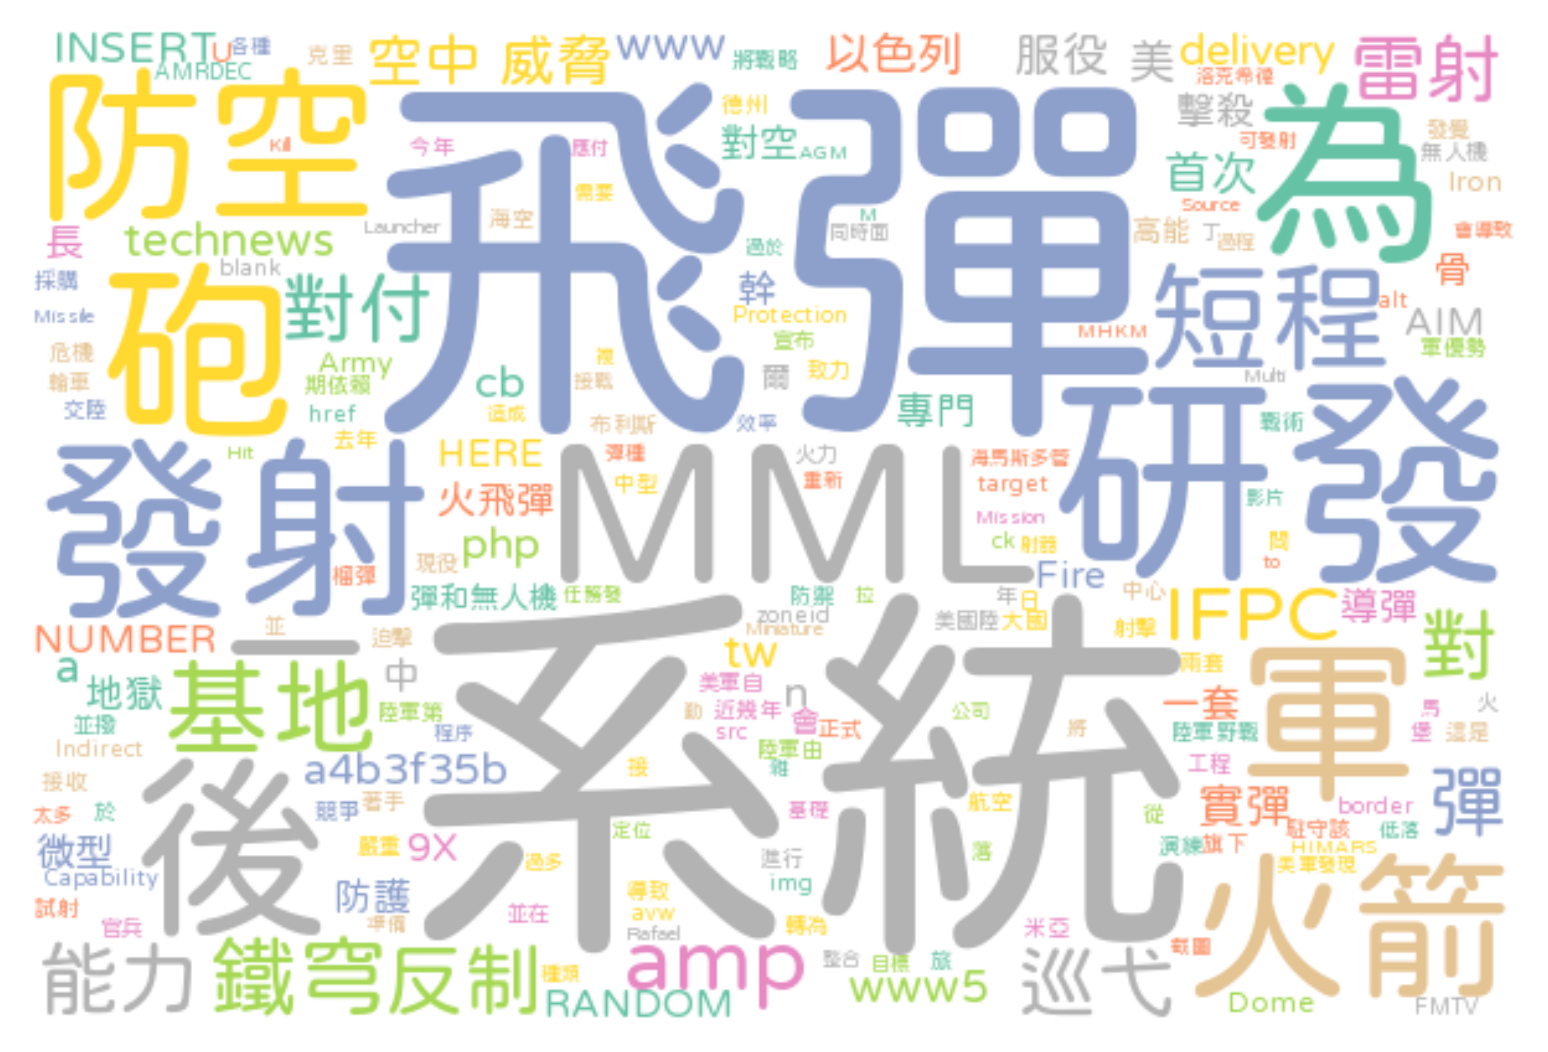 INSERT
U
各種
AMRDEC
克里
空中
威脅
www
將戰略
以色列
服役
美
delivery
洛克希德
雷射
防空
Kill
今年
飛彈
應付
德州
對空
AGM
需要
擊殺
可發射
首次
為
發覺
無人機
Iron
長
technews
Launcher
海空
M
同時面
過於
Source
高能
丁
過程
會導致
採購
blank
砲
對付
幹
Protection
宣布
MHKM
短程
骨
alt
AIM
軍優勢
Missile
危機
輪軍
交陸
Army
期依賴
href
去年
cb
造成
複
接戰
布利斯
爾
致力
效率
專門
Multi
研發
戰術
發射
Hit
HERE
火飛彈
彈種
中型
MML
火力
重新
海馬斯多管
target
Mission
影片
php
ck
射器
問
to
現役
榴彈
彈和無人機
任務發
防禦
拉
Fire
年
日
中心
NUMBER
並
一
迫擊
zoneid
Miniature
美國陸
大國
射擊
IFPC
導彈
對
a
地獄
基地
中
陸軍第
系統
tw
美軍自
n
近幾年
勤
src
會
正式
公司
將
兩套
一套
陸軍野戰
軍
馬
堡
火
這是
並撥
Indirect
程序
陸軍由
雜
接
工程
接收
後
a4b3f35b
太多
於
競爭
著手
基礎
航空
從
實彈
border
彈
駐守該
低落
HIMARS
微型
嚴重
9X
定位
過多
落
演練
旗下
美軍發現
Capability
防護
進行
img
試射
官兵
準備
並在
導致
avw
Rafael
轉為
米亞
截圖
火箭
能力
鐵穹
反制
種類
amp
整合
目標
旅
巡弋
RANDOM
www5
Dome
FMTV